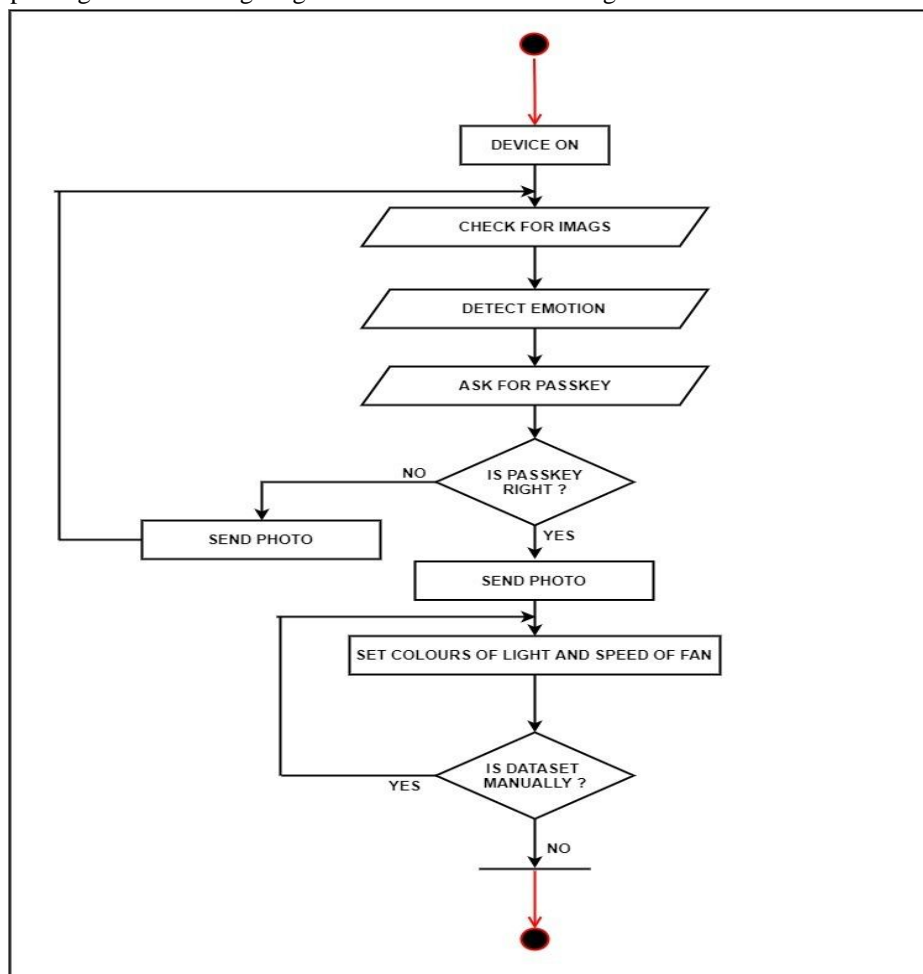 DEVICE ON
CHECK FOR IMAGS
DETECT EMOTION
ASK FOR PASSKEY
IS PASSKEY
RIGHT ?
NO
YES
SEND PHOTO
SEND PHOTO
SET COLOURS OF LIGHT AND SPEED OF FAN
IS DATASET
MANUALLY ?
YES
NO